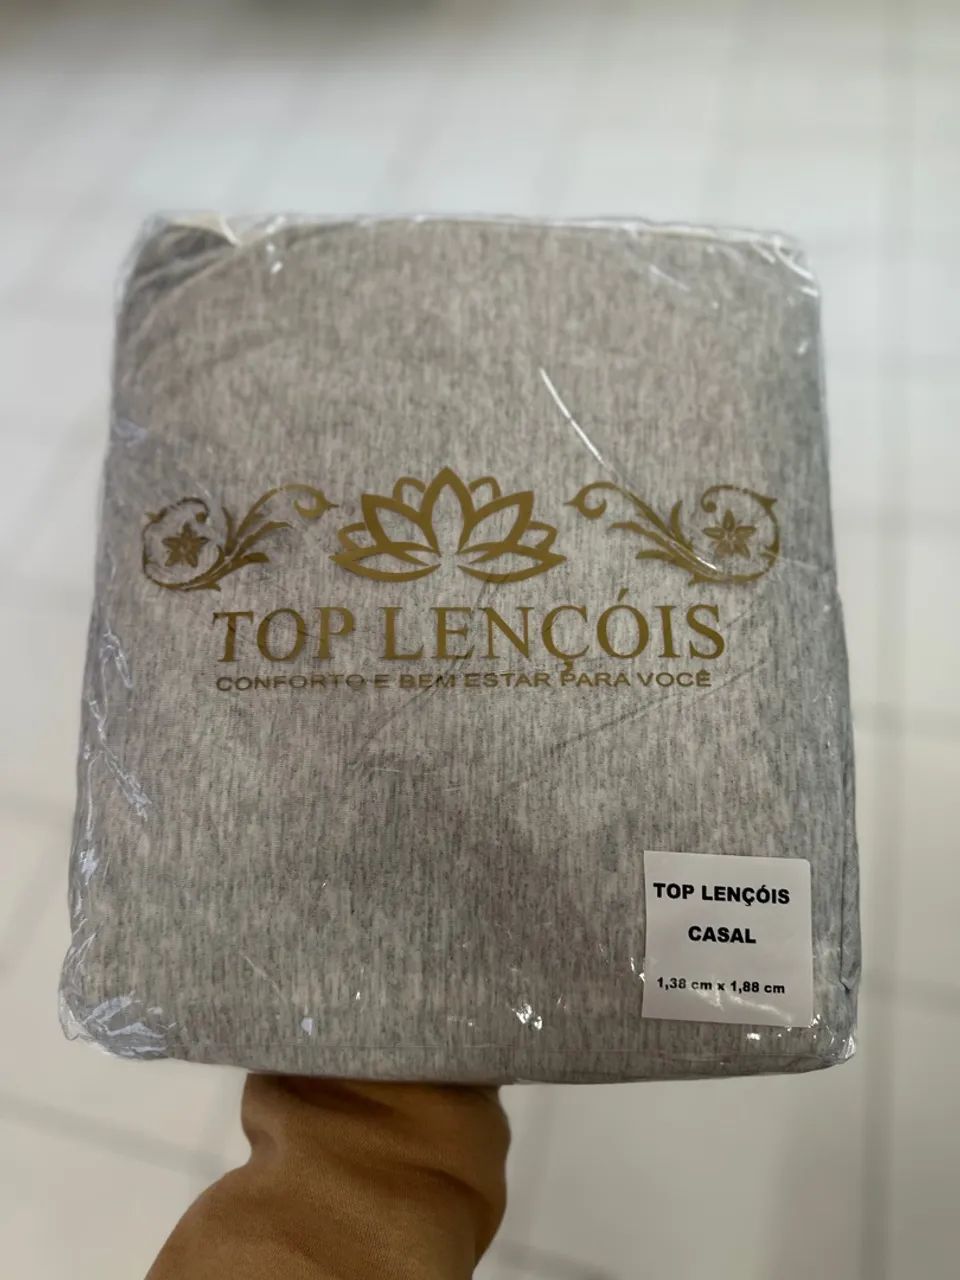 TOP LENÇÓIS
CONFORTO E BEM ESTAR PARA VOCÊ
TOP LENÇÓIS
CASAL
1,38 cm x 1,88 cm